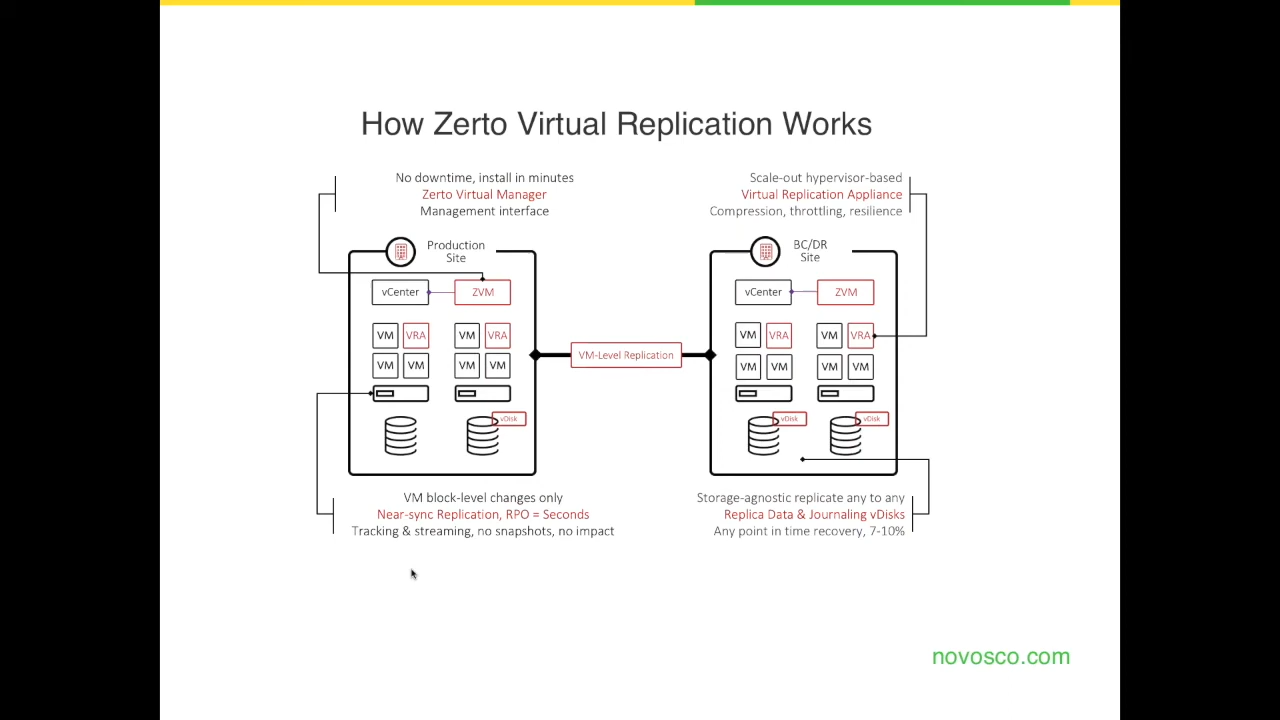 How Zerto Virtual Replication Works
No downtime, install in minutes
Zerto Virtual Manager
Management interface
Scale-out hypervisor-based
Virtual Replication Appliance
Compression, throttling, resilience
Production
Site
vCenter
ZVM
VM
VRA
VM
VRA
VM
VM
VM
VM
vDisk
VM-Level Replication
BC/DR
Site
vCenter
ZVM
VM
VRA
VM
VRA
VM
VM
VM
VM
vDisk
vDisk
VM block-level changes only
Near-sync Replication, RPO = Seconds
Tracking & streaming, no snapshots, no impact
Storage-agnostic replicate any to any
Replica Data & Journaling vDisks
Any point in time recovery, 7-10%
novosco.com